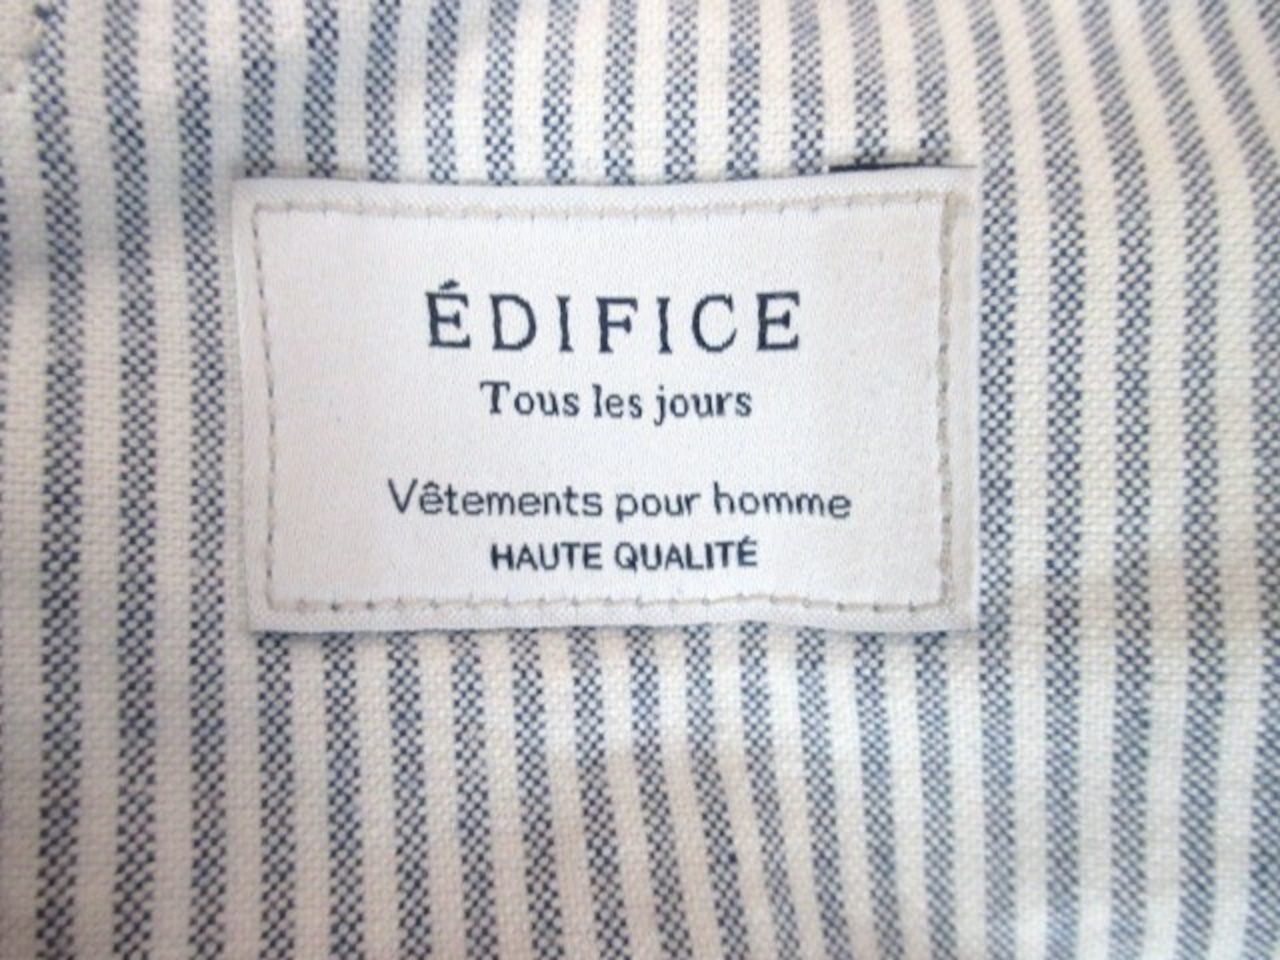 ÉDIFICE
Tous les jours
Vêtements pour homme
HAUTE QUALITÉ